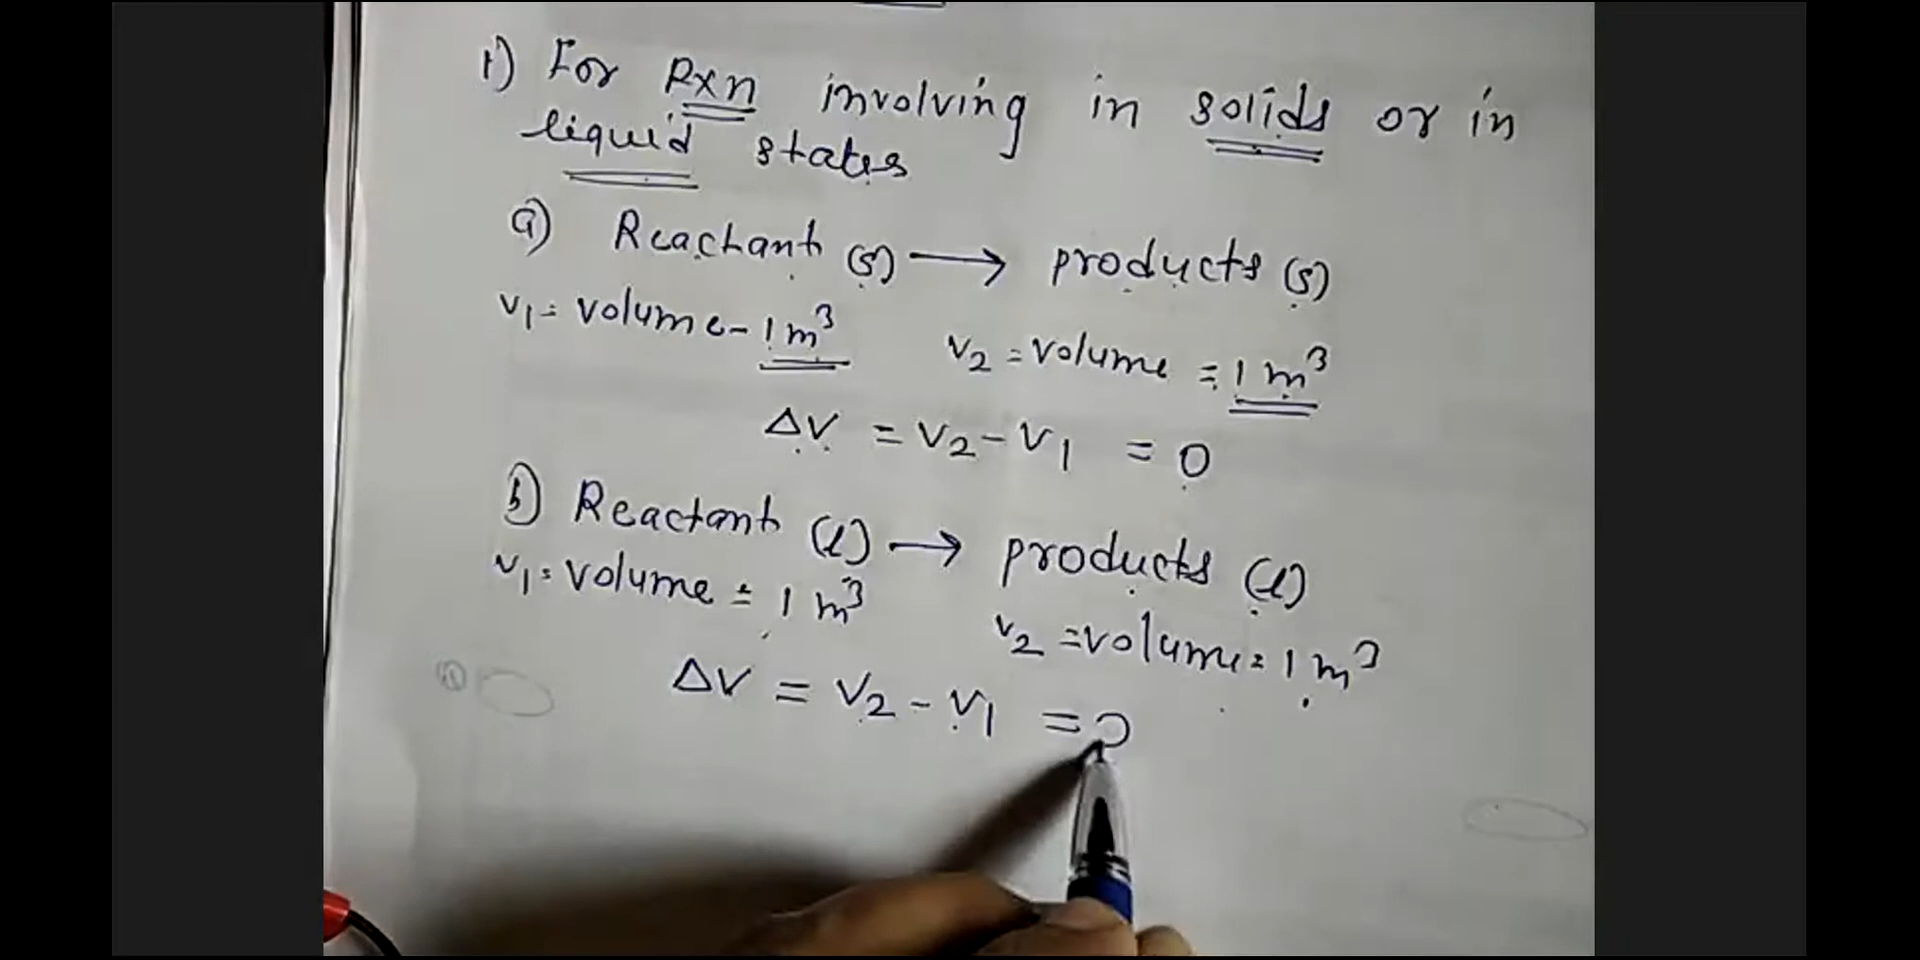 1) For Rxn involving in solids or in
liquid states
a) Reactant (s) → products (s)
V1 = volume - 1 m³ V2 = volume = 1 m³
ΔV = V2 - V1 = 0
b) Reactant (l) → products (l)
V1 = volume = 1 m³ V2 = volume = 1 m³
ΔV = V2 - V1 = 0